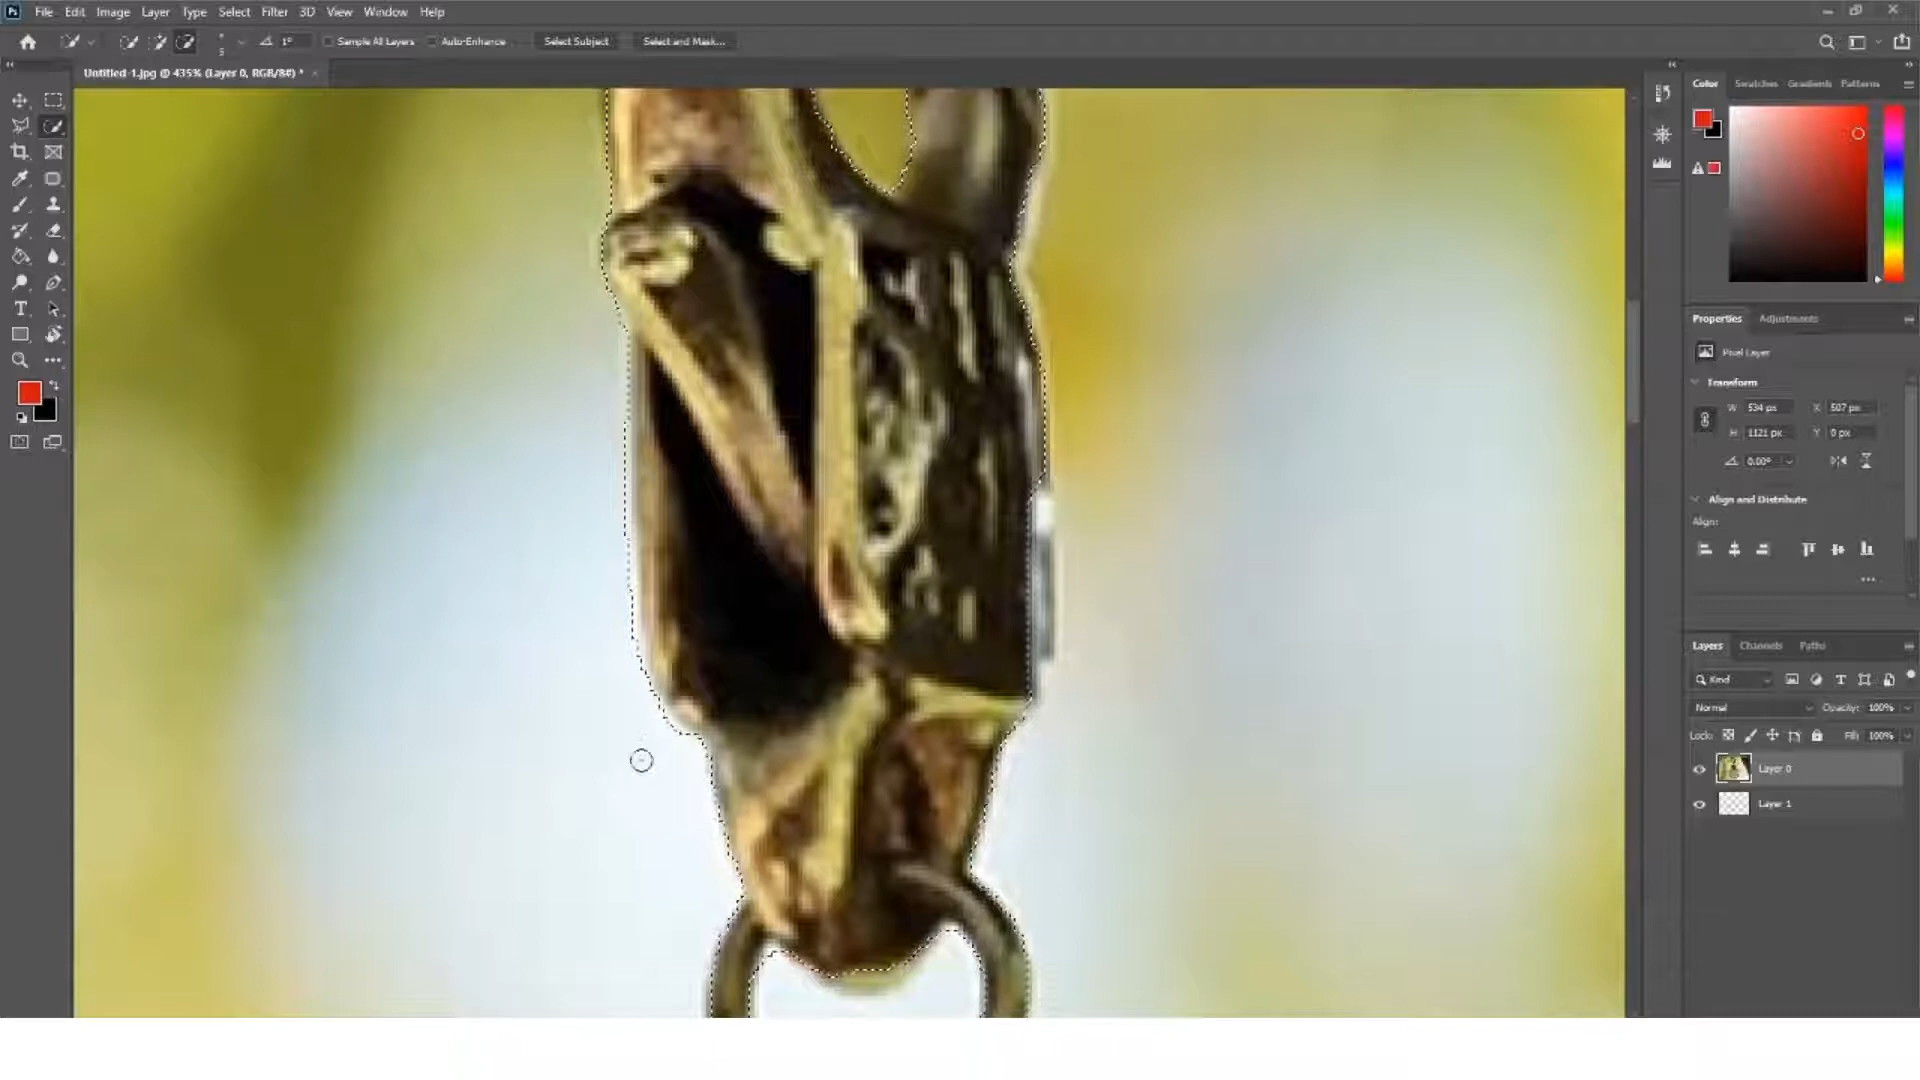 Ps File Edit Image Layer Type Select Filter 3D View Window Help
5 1° Sample All Layers Auto-Enhance Select Subject Select and Mask...
Untitled-1.jpg @ 435% (Layer 0, RGB/8#) * ×
Color Swatches Gradients Patterns
Properties Adjustments
Pixel Layer
Transform
W 534 px X 507 px
H 1121 px Y 0 px
0.00°
Align and Distribute
Align:
Layers Channels Paths
Kind
Normal Opacity: 100%
Lock: Fill: 100%
Layer 0
Layer 1